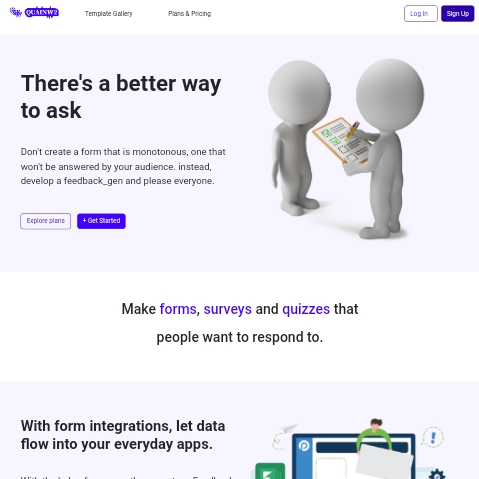 Template Gallery
Plans & Pricing
Log In
Sign Up
There's a better way
to ask
Don't create a form that is monotonous, one that
won't be answered by your audience. instead,
develop a feedback_gen and please everyone.
Explore plans
+ Get Started
Make forms, surveys and quizzes that
people want to respond to.
With form integrations, let data
flow into your everyday apps.